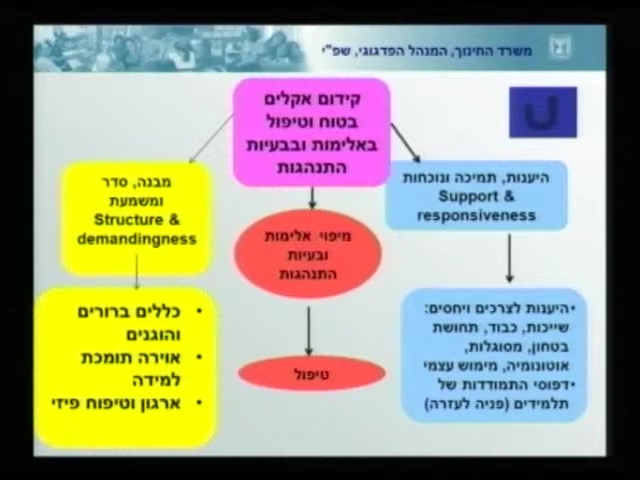 משרד החינוך, המנהל הפדגוגי, שפ"י
קידום אקלים
בטוח וטיפול
באלימות ובבעיות
התנהגות
היענות, תמיכה ונוכחות
Support &
responsiveness
מבנה, סדר
ומשמעת
Structure &
demandingness
מיפוי אלימות
ובעיות
התנהגות
•היענות לצרכים ויחסים:
שייכות, כבוד, תחושת
בטחון, מסוגלות,
אוטונומיה, מימוש עצמי
•דפוסי התמודדות של
תלמידים (פניה לעזרה)
• כללים ברורים
והוגנים
• אוירה תומכת
למידה
• ארגון וטיפוח פיזי
טיפול